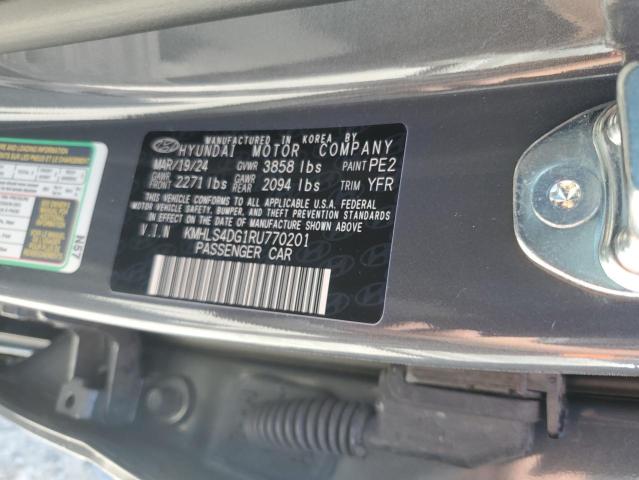 MANUFACTURED IN KOREA BY
HYUNDAI MOTOR COMPANY
MAR/19/24 GVWR 3858 lbs PAINT PE2
GAWR FRONT 2271 lbs GAWR REAR 2094 lbs TRIM YFR
THIS VEHICLE CONFORMS TO ALL APPLICABLE U.S.A. FEDERAL
MOTOR VEHICLE SAFETY, BUMPER, AND THEFT PREVENTION STANDARDS
IN EFFECT ON THE DATE OF MANUFACTURE SHOWN ABOVE.
V.I.N KMHLS4DG1RU770201
PASSENGER CAR
N57